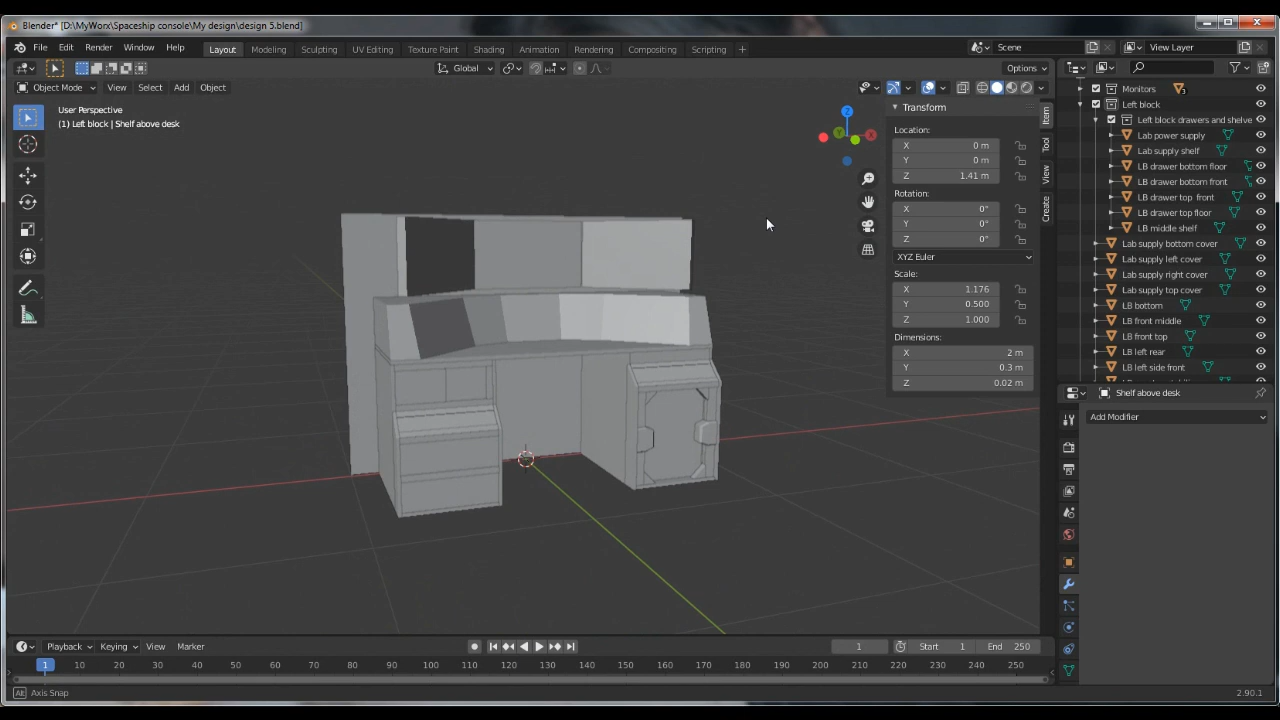 Blender* [D:\MyWorx\Spaceship console\My design\design 5.blend]
File Edit Render Window Help Layout Modeling Sculpting UV Editing Texture Paint Shading Animation Rendering Compositing Scripting + Scene View Layer
Global Options
Object Mode View Select Add Object
User Perspective
(1) Left block | Shelf above desk
Z
X
Y
Transform
Location:
X 0 m
Y 0 m
Z 1.41 m
Rotation:
X 0°
Y 0°
Z 0°
XYZ Euler
Scale:
X 1.176
Y 0.500
Z 1.000
Dimensions:
X 2 m
Y 0.3 m
Z 0.02 m
Item
Tool
View
Create
Monitors 3
Left block
Left block drawers and shelve
Lab power supply
Lab supply shelf
LB drawer bottom floor
LB drawer bottom front
LB drawer top front
LB drawer top floor
LB middle shelf
Lab supply bottom cover
Lab supply left cover
Lab supply right cover
Lab supply top cover
LB bottom
LB front middle
LB front top
LB left rear
LB left side front
Shelf above desk
Add Modifier
Playback Keying View Marker 1 Start 1 End 250
1 10 20 30 40 50 60 70 80 90 100 110 120 130 140 150 160 170 180 190 200 210 220 230 240 250
Alt Axis Snap 2.90.1